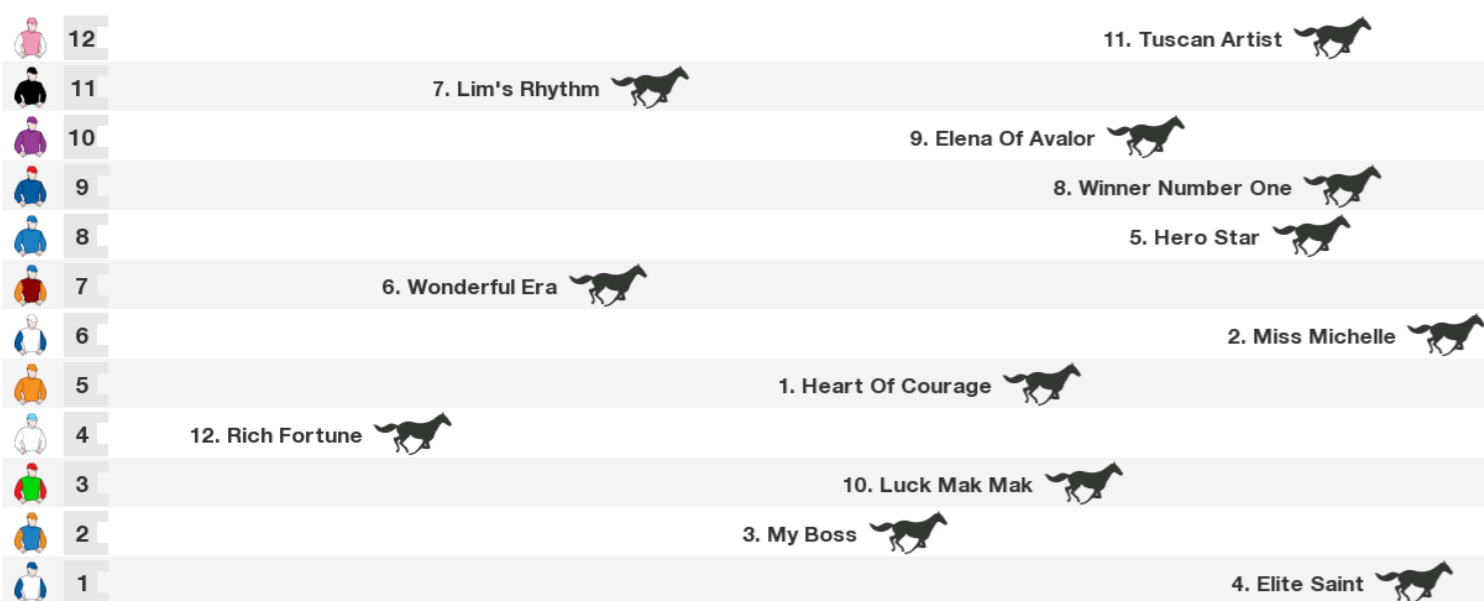 12 11. Tuscan Artist
11 7. Lim's Rhythm
10 9. Elena Of Avalor
9 8. Winner Number One
8 5. Hero Star
7 6. Wonderful Era
6 2. Miss Michelle
5 1. Heart Of Courage
4 12. Rich Fortune
3 10. Luck Mak Mak
2 3. My Boss
1 4. Elite Saint